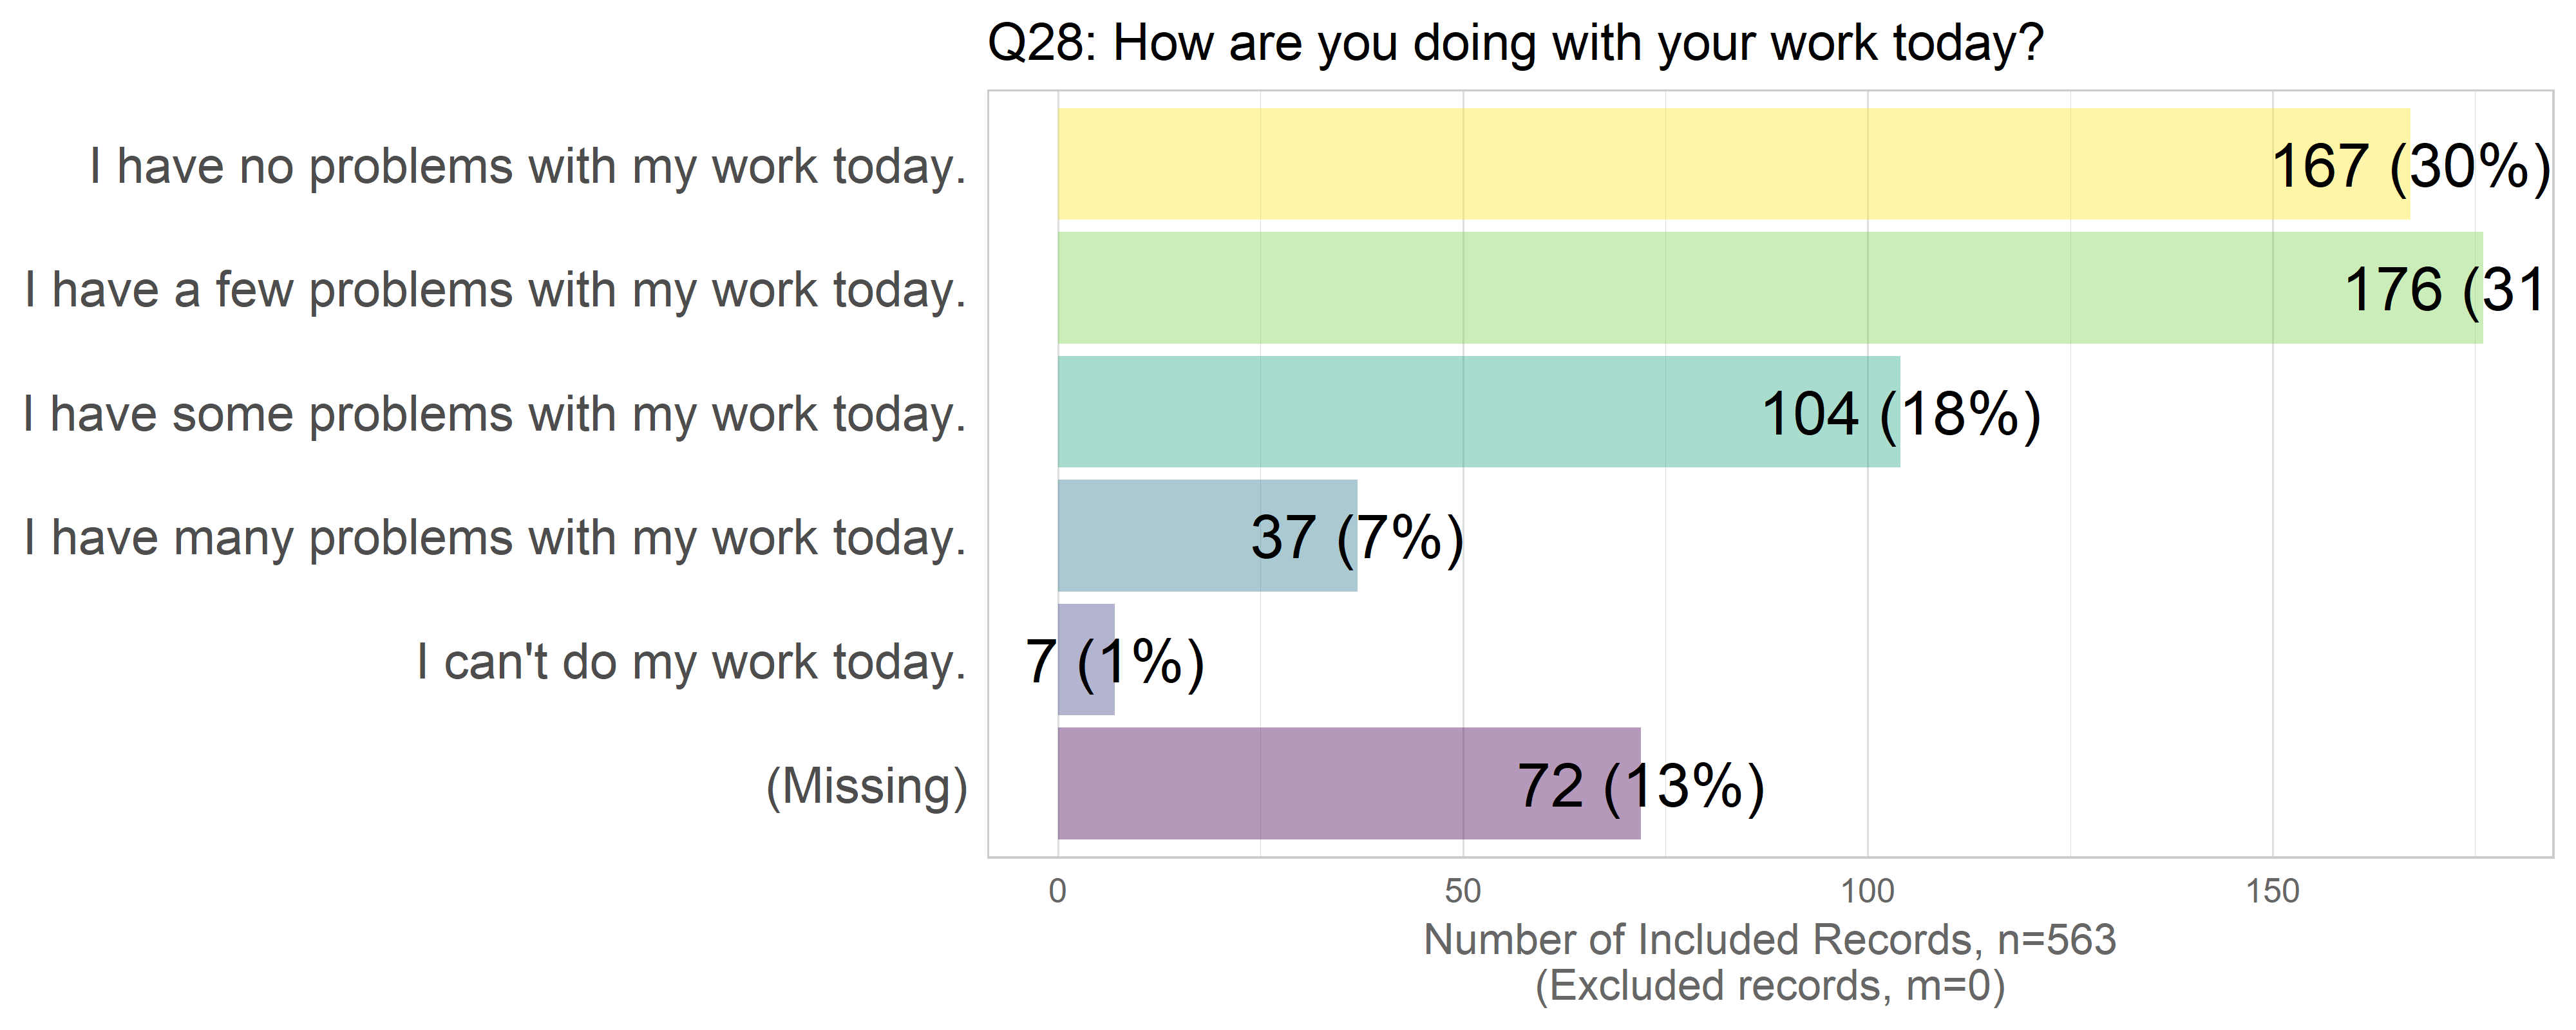 Q28: How are you doing with your work today?
I have no problems with my work today.
167 (30%)
I have a few problems with my work today.
176 (31
I have some problems with my work today.
104 (18%)
I have many problems with my work today.
37 (7%)
I can't do my work today.
7 (1%)
(Missing)
72 (13%)
0 50 100 150
Number of Included Records, n=563
(Excluded records, m=0)